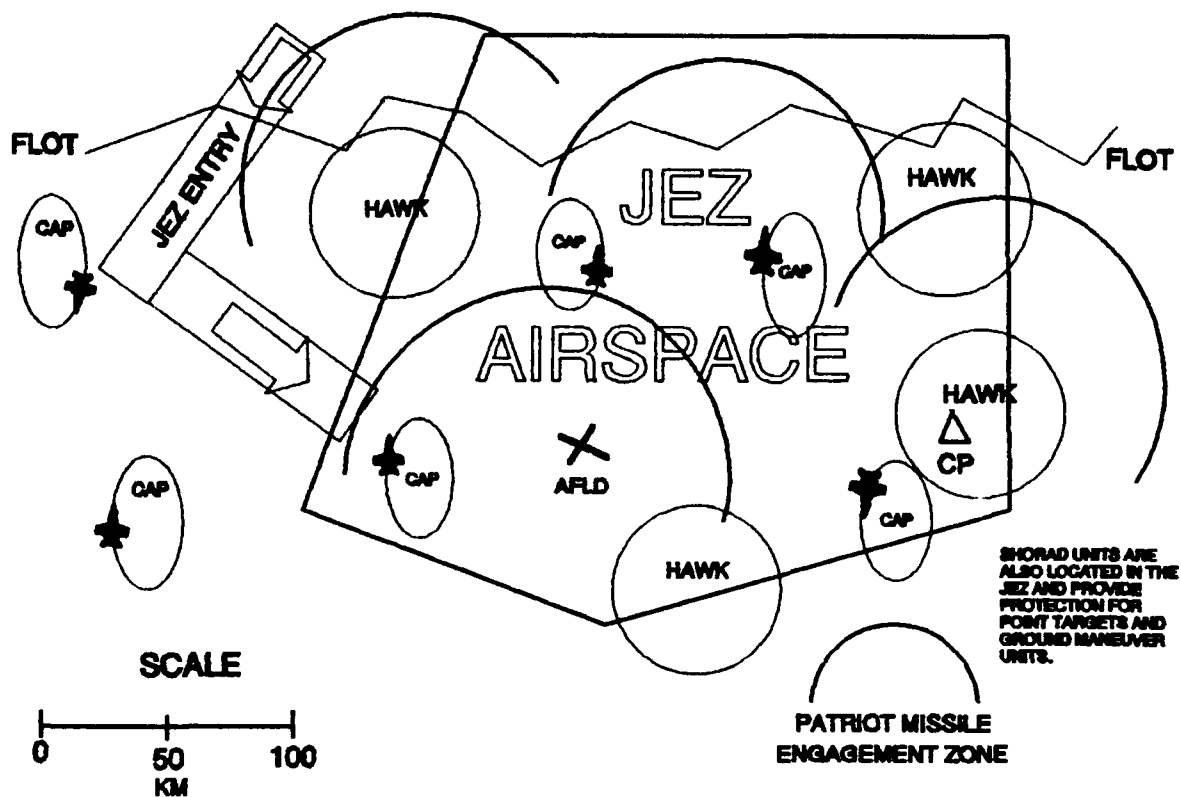 FLOT
JEZ ENTRY
CAP
HAWK
JEZ
HAWK
FLOT
CAP
CAP
AIRSPACE
HAWK
CP
CAP
AFLD
CAP
CAP
HAWK
SHORAD UNITS ARE
ALSO LOCATED IN THE
JEZ AND PROVIDE
PROTECTION FOR
POINT TARGETS AND
GROUND MANEUVER
UNITS.
SCALE
0 50 100
KM
PATRIOT MISSILE
ENGAGEMENT ZONE